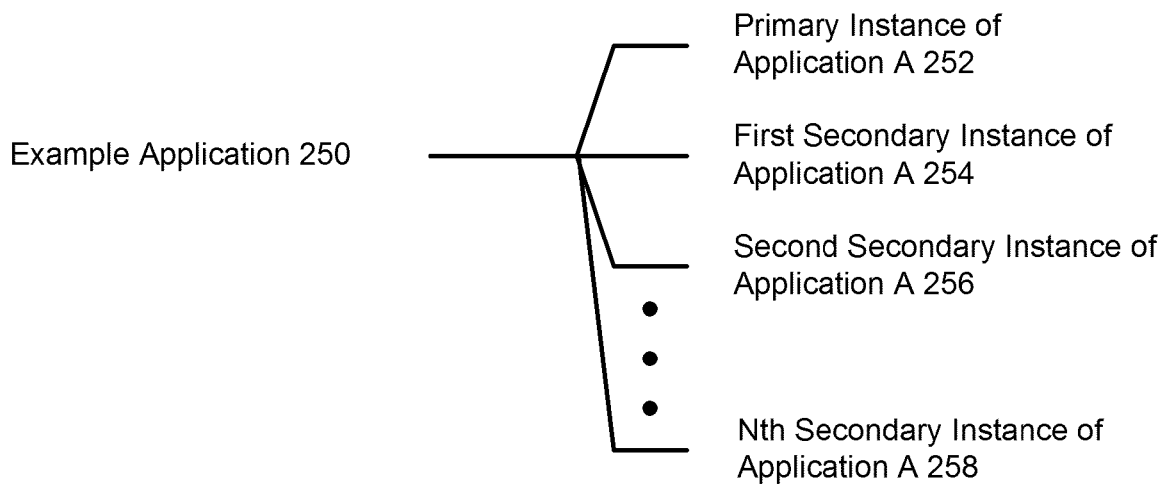 Primary Instance of
Application A 252
Example Application 250
First Secondary Instance of
Application A 254
Second Secondary Instance of
Application A 256
Nth Secondary Instance of
Application A 258